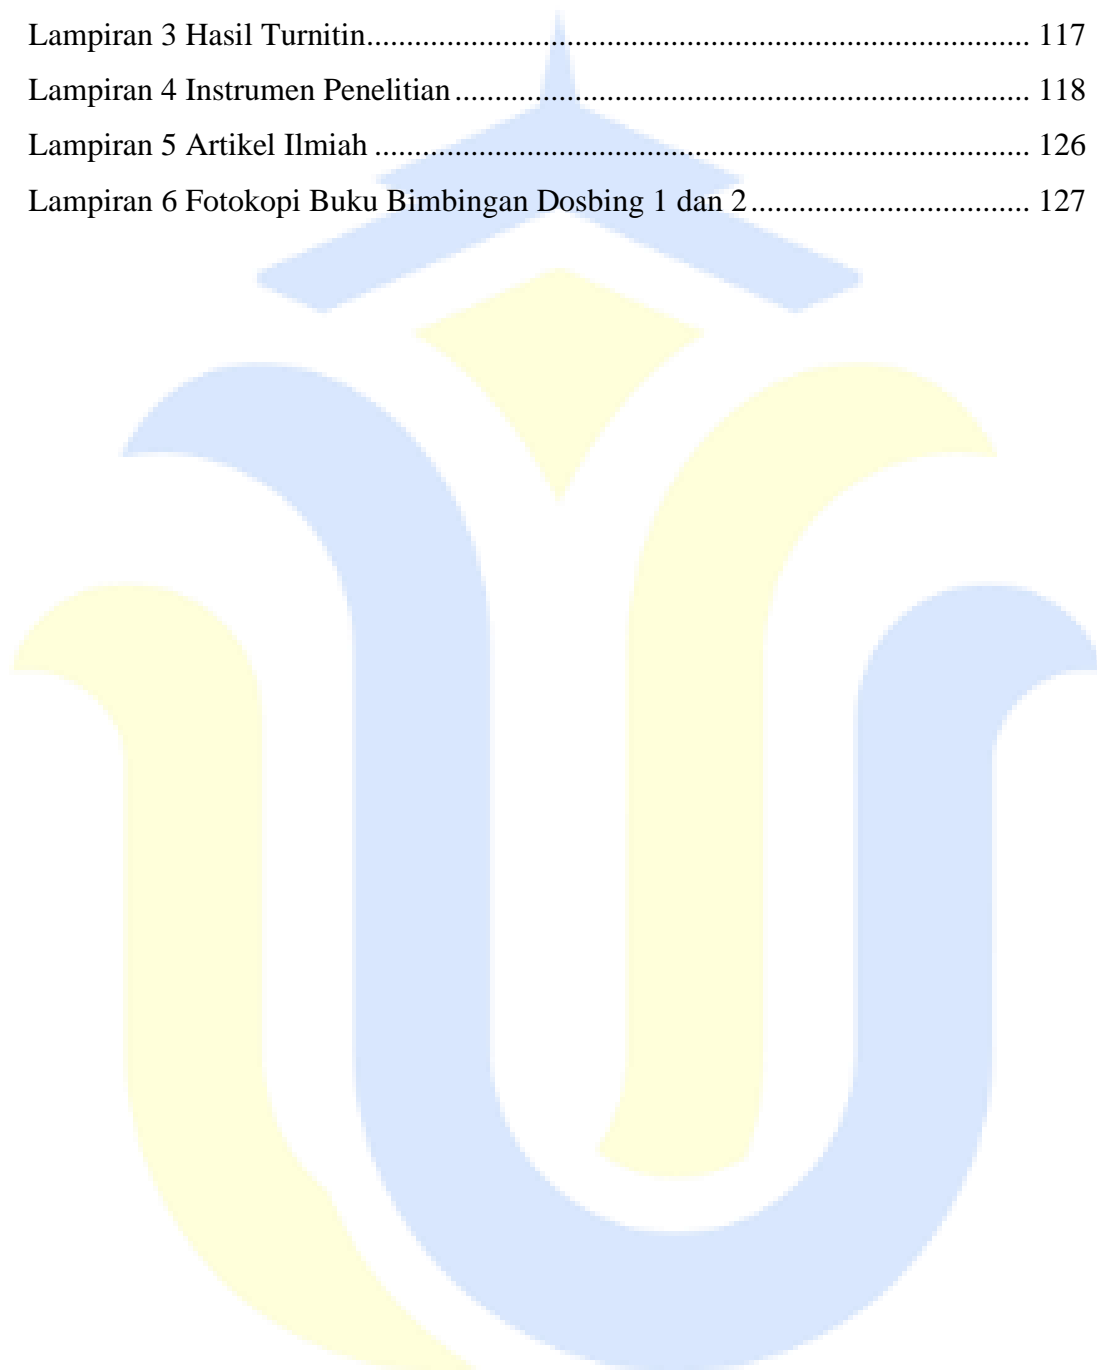 Lampiran 3 Hasil Turnitin.................................................................................... 117
Lampiran 4 Instrumen Penelitian......................................................................... 118
Lampiran 5 Artikel Ilmiah ................................................................................... 126
Lampiran 6 Fotokopi Buku Bimbingan Dosbing 1 dan 2................................... 127